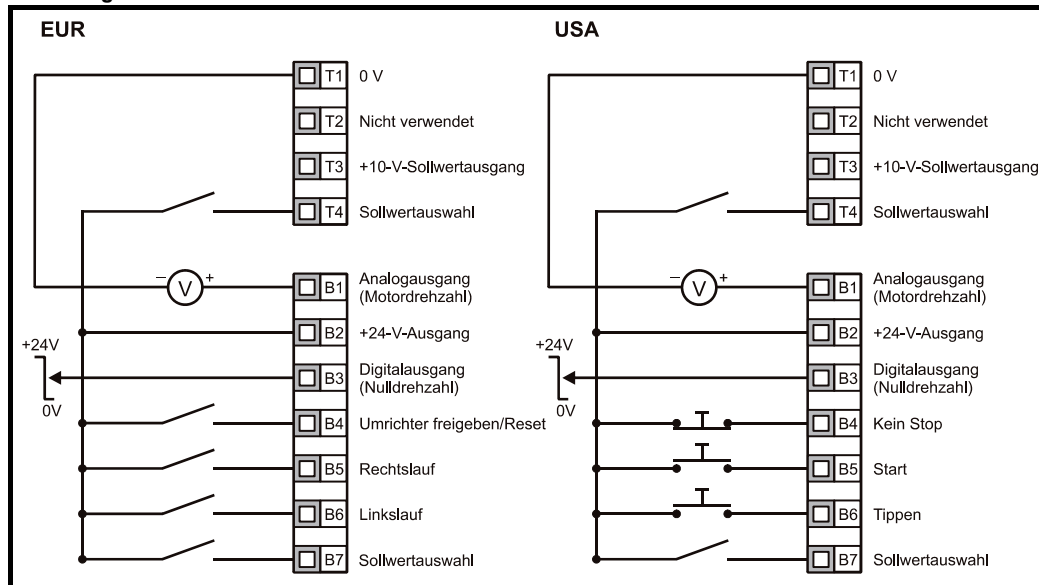 EUR
T1 0 V
T2 Nicht verwendet
T3 +10-V-Sollwertausgang
T4 Sollwertauswahl
– V +
B1 Analogausgang
(Motordrehzahl)
B2 +24-V-Ausgang
+24V
B3 Digitalausgang
(Nulldrehzahl)
0V
B4 Umrichter freigeben/Reset
B5 Rechtslauf
B6 Linkslauf
B7 Sollwertauswahl
USA
T1 0 V
T2 Nicht verwendet
T3 +10-V-Sollwertausgang
T4 Sollwertauswahl
– V +
B1 Analogausgang
(Motordrehzahl)
B2 +24-V-Ausgang
+24V
B3 Digitalausgang
(Nulldrehzahl)
0V
B4 Kein Stop
B5 Start
B6 Tippen
B7 Sollwertauswahl